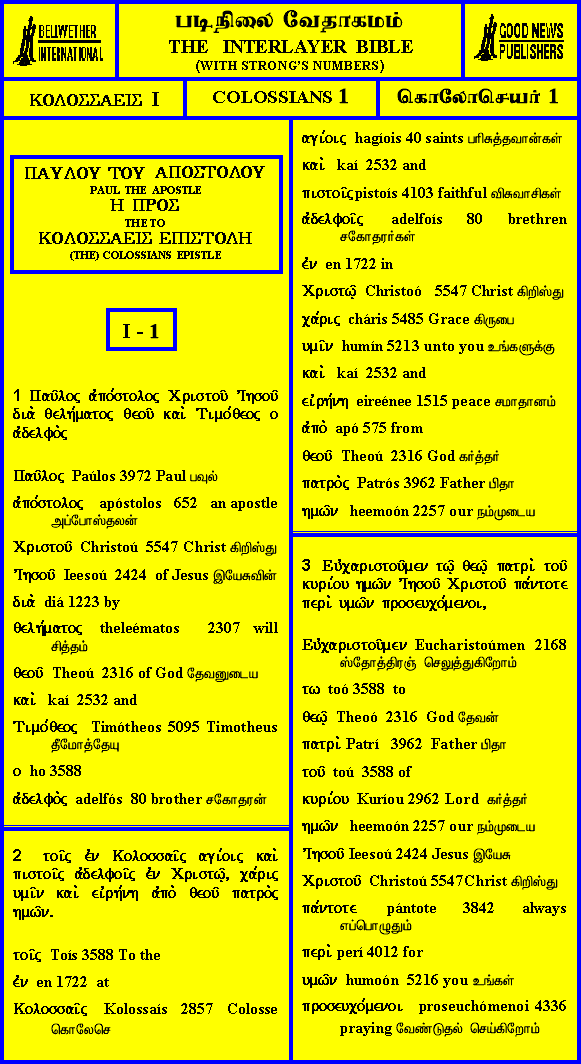 BELLWETHER
INTERNATIONAL
படிநிலை வேதாகமம்
THE INTERLAYER BIBLE
(WITH STRONG'S NUMBERS)
GOOD NEWS
PUBLISHERS
ΚΟΛΟΣΣΑΕΙΣ Ι
COLOSSIANS 1
கொலோசெயர் 1
ΠΑΥΛΟΥ ΤΟΥ ΑΠΟΣΤΟΛΟΥ
PAUL THE APOSTLE
Η ΠΡΟΣ
THE TO
ΚΟΛΟΣΣΑΕΙΣ ΕΠΙΣΤΟΛΗ
(THE) COLOSSIANS EPISTLE
I - 1
1 Παῦλος ἀπόστολος Χριστοῦ Ἰησοῦ
διὰ θελήματος θεοῦ καὶ Τιμόθεος ο
ἀδελφὸς
Παῦλος Paúlos 3972 Paul பவுல்
ἀπόστολος apóstolos 652 an apostle
அப்போஸ்தலன்
Χριστοῦ Christoú 5547 Christ கிறிஸ்து
Ἰησοῦ Ieesoú 2424 of Jesus இயேசுவின்
διὰ diá 1223 by
θελήματος theleématos 2307 will
சித்தம்
θεοῦ Theoú 2316 of God தேவனுடைய
καὶ kaí 2532 and
Τιμόθεος Timótheos 5095 Timotheus
தீமோத்தேயு
ο ho 3588
ἀδελφὸς adelfós 80 brother சகோதரன்
2 τοῖς ἐν Κολοσσαῖς αγίοις καὶ
πιστοῖς ἀδελφοῖς ἐν Χριστῷ, χάρις
υμῖν καὶ εἰρήνη ἀπὸ θεοῦ πατρὸς
ημῶν.
τοῖς Toís 3588 To the
ἐν en 1722 at
Κολοσσαῖς Kolossaís 2857 Colosse
கொலேசெ
αγίοις hagíois 40 saints பரிசுத்தவான்கள்
καὶ kaí 2532 and
πιστοῖς pistoís 4103 faithful விசுவாசிகள்
ἀδελφοῖς adelfoís 80 brethren
சகோதரர்கள்
ἐν en 1722 in
Χριστῷ Christoó 5547 Christ கிறிஸ்து
χάρις cháris 5485 Grace கிருபை
υμῖν humín 5213 unto you உங்களுக்கு
καὶ kaí 2532 and
εἰρήνη eireénee 1515 peace சமாதானம்
ἀπὸ apó 575 from
θεοῦ Theoú 2316 God கர்த்தர்
πατρὸς Patrós 3962 Father பிதா
ημῶν heemoón 2257 our நம்முடைய
3 Εὐχαριστοῦμεν τῷ θεῷ πατρὶ τοῦ
κυρίου ημῶν Ἰησοῦ Χριστοῦ πάντοτε
περὶ υμῶν προσευχόμενοι,
Εὐχαριστοῦμεν Eucharistoúmen 2168
ஸ்தோத்திரஞ் செலுத்துகிறோம்
τω toó 3588 to
θεῷ Theoó 2316 God தேவன்
πατρὶ Patrí 3962 Father பிதா
τοῦ toú 3588 of
κυρίου Kuríou 2962 Lord கர்த்தர்
ημῶν heemoón 2257 our நம்முடைய
Ἰησοῦ Ieesoú 2424 Jesus இயேசு
Χριστοῦ Christoú 5547 Christ கிறிஸ்து
πάντοτε pántote 3842 always
எப்பொழுதும்
περὶ perí 4012 for
υμῶν humoón 5216 you உங்கள்
προσευχόμενοι proseuchómenoi 4336
praying வேண்டுதல் செய்கிறோம்